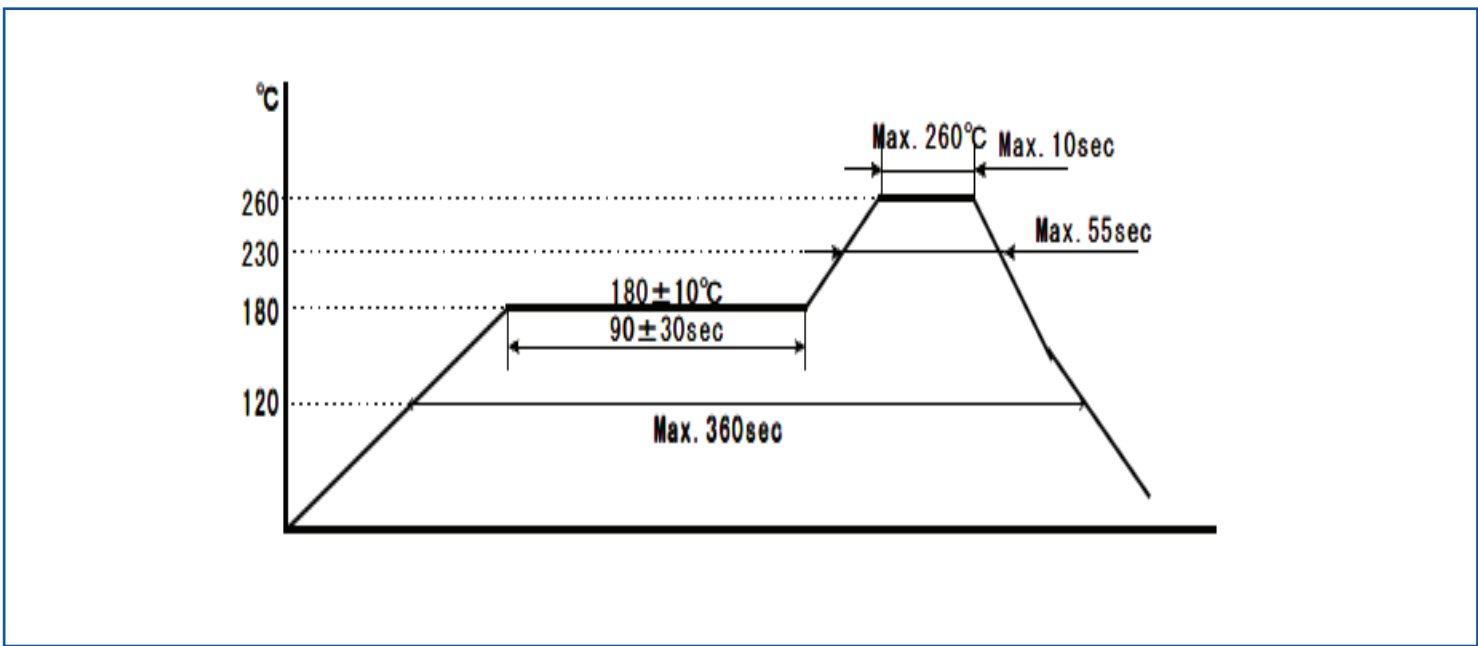 ℃
Max. 260℃
Max. 10sec
260
Max. 55sec
230
180±10℃
180
90±30sec
120
Max. 360sec